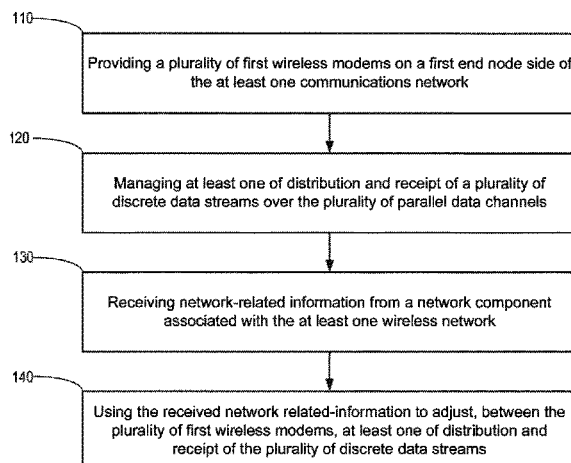 110
Providing a plurality of first wireless modems on a first end node side of
the at least one communications network
120
Managing at least one of distribution and receipt of a plurality of
discrete data streams over the plurality of parallel data channels
130
Receiving network-related information from a network component
associated with the at least one wireless network
140
Using the received network related-information to adjust, between the
plurality of first wireless modems, at least one of distribution and
receipt of the plurality of discrete data streams